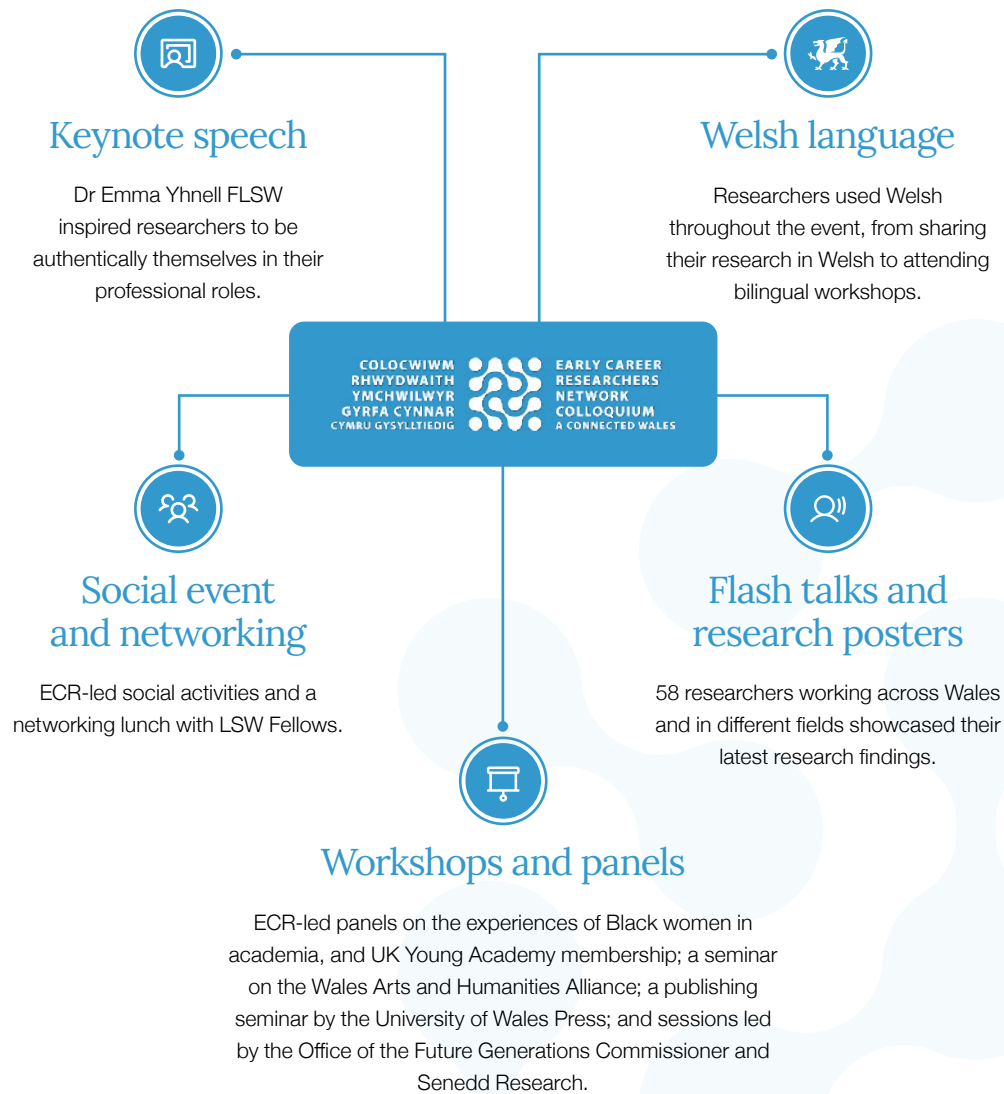 Keynote speech
Dr Emma Yhnell FLSW
inspired researchers to be
authentically themselves in their
professional roles.
Welsh language
Researchers used Welsh
throughout the event, from sharing
their research in Welsh to attending
bilingual workshops.
COLOCWIWM
RHWYDWAITH
YMCHWILWYR
GYRFA CYNNAR
CYMRU GYSYLLTIEDIG
EARLY CAREER
RESEARCHERS
NETWORK
COLLOQUIUM
A CONNECTED WALES
Social event
and networking
ECR-led social activities and a
networking lunch with LSW Fellows.
Flash talks and
research posters
58 researchers working across Wales
and in different fields showcased their
latest research findings.
Workshops and panels
ECR-led panels on the experiences of Black women in
academia, and UK Young Academy membership; a seminar
on the Wales Arts and Humanities Alliance; a publishing
seminar by the University of Wales Press; and sessions led
by the Office of the Future Generations Commissioner and
Senedd Research.